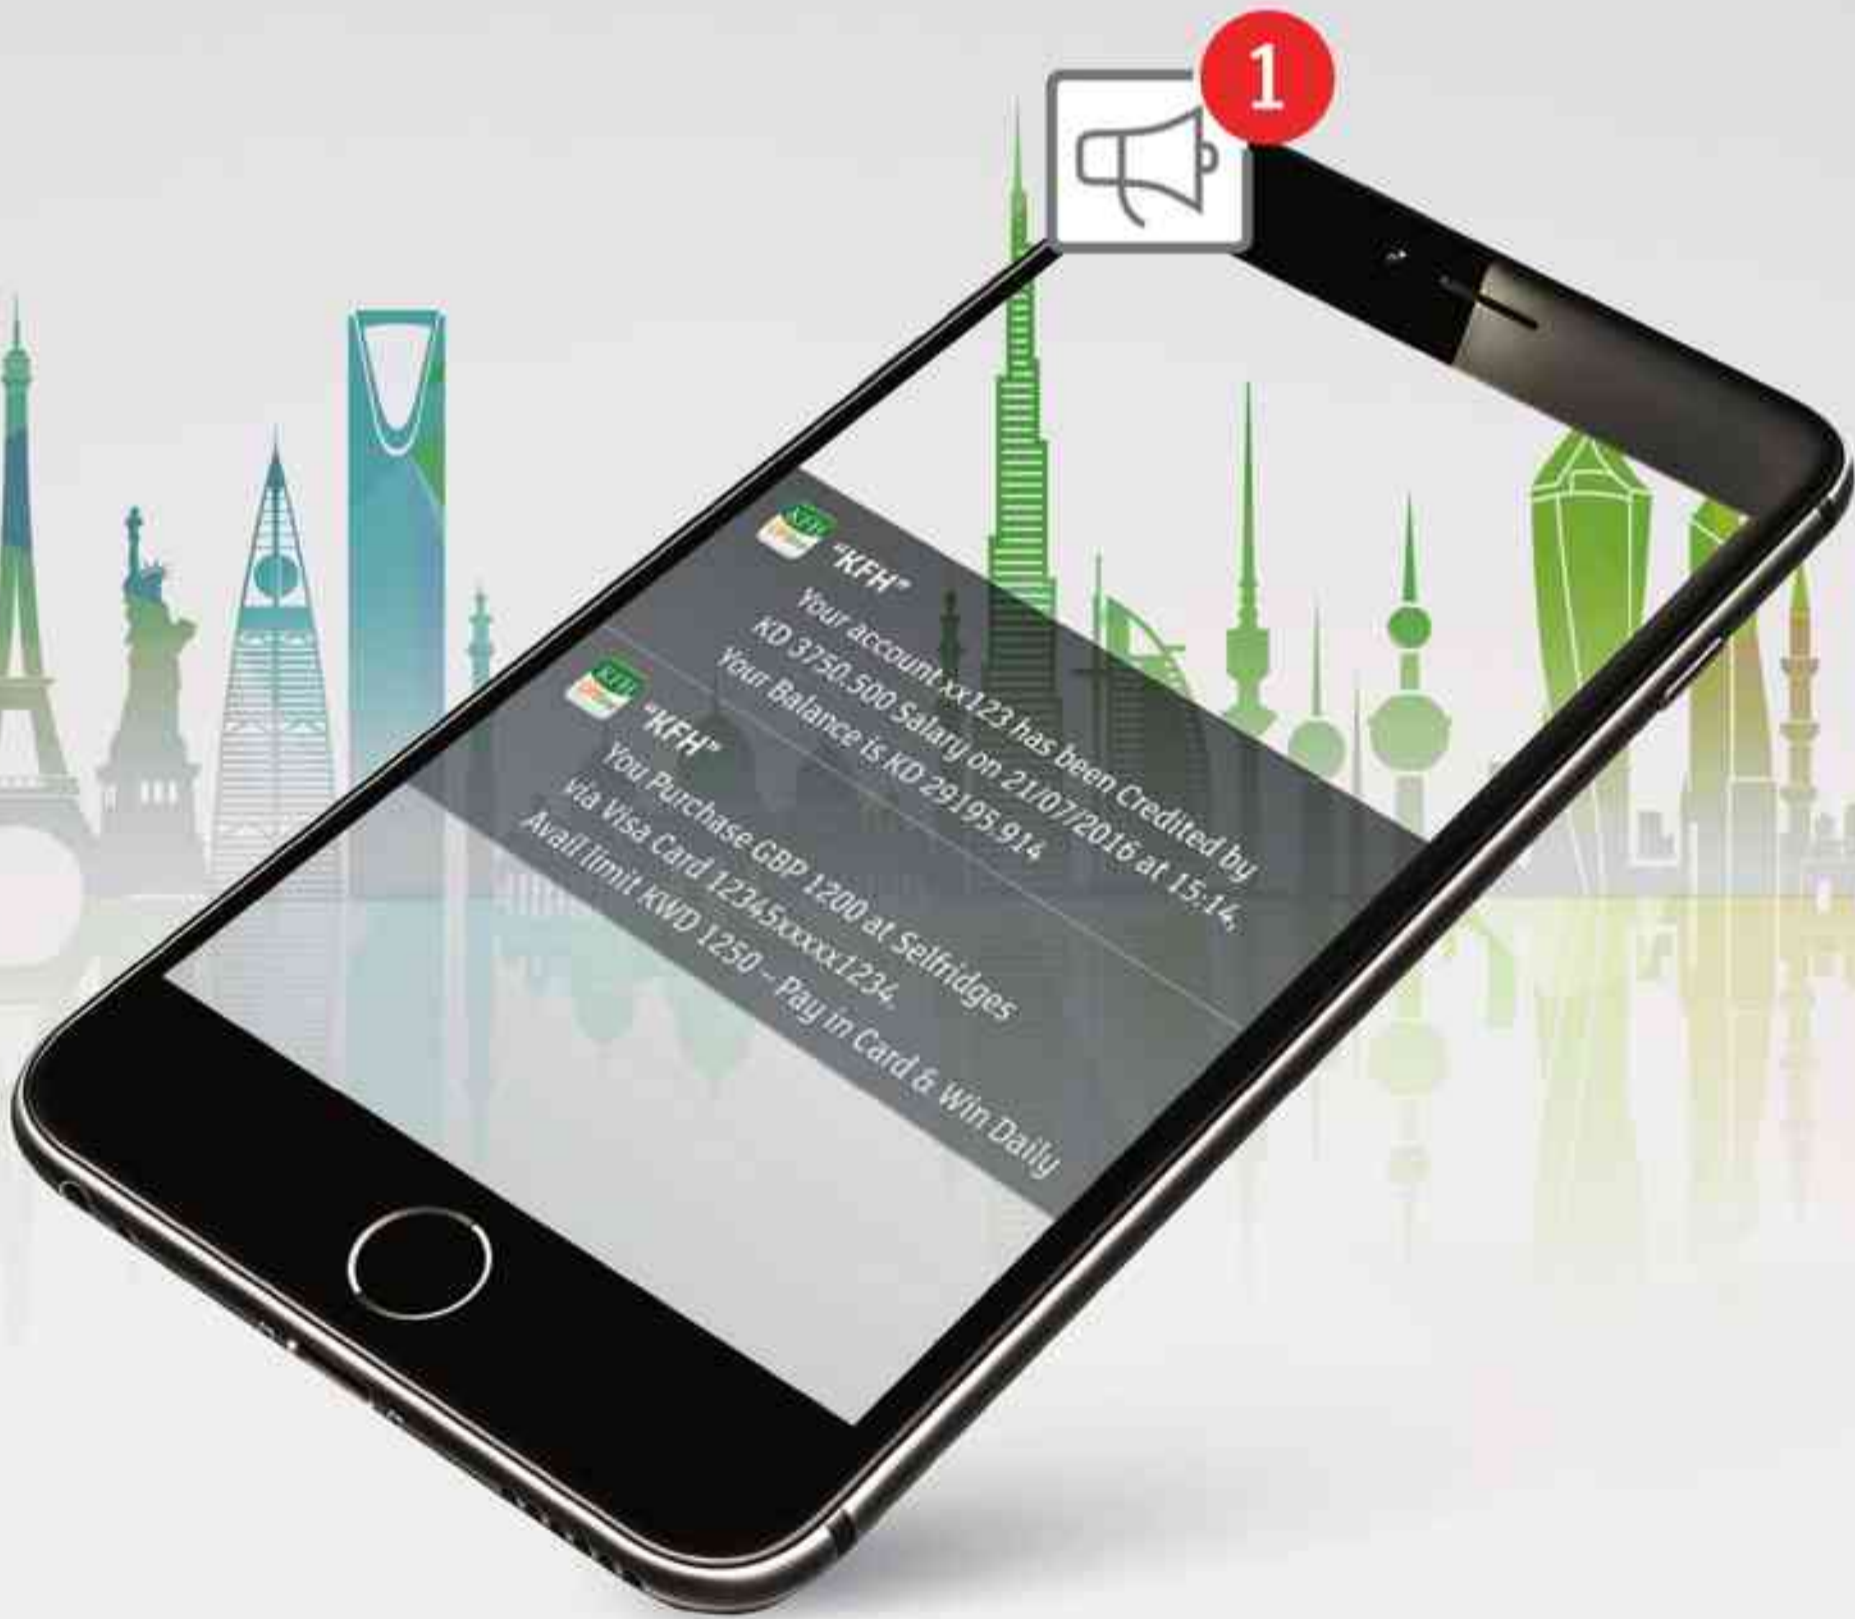 1
KFH
"KFH"
Your account xx123 has been Credited by
KD 3750.500 Salary on 21/07/2016 at 15:14,
Your Balance is KD 29195.914
KFH
"KFH"
You Purchase GBP 1200 at Selfridges
via Visa Card 12345xxxxx1234.
Avail limit KWD 1250 - Pay in Card & Win Daily